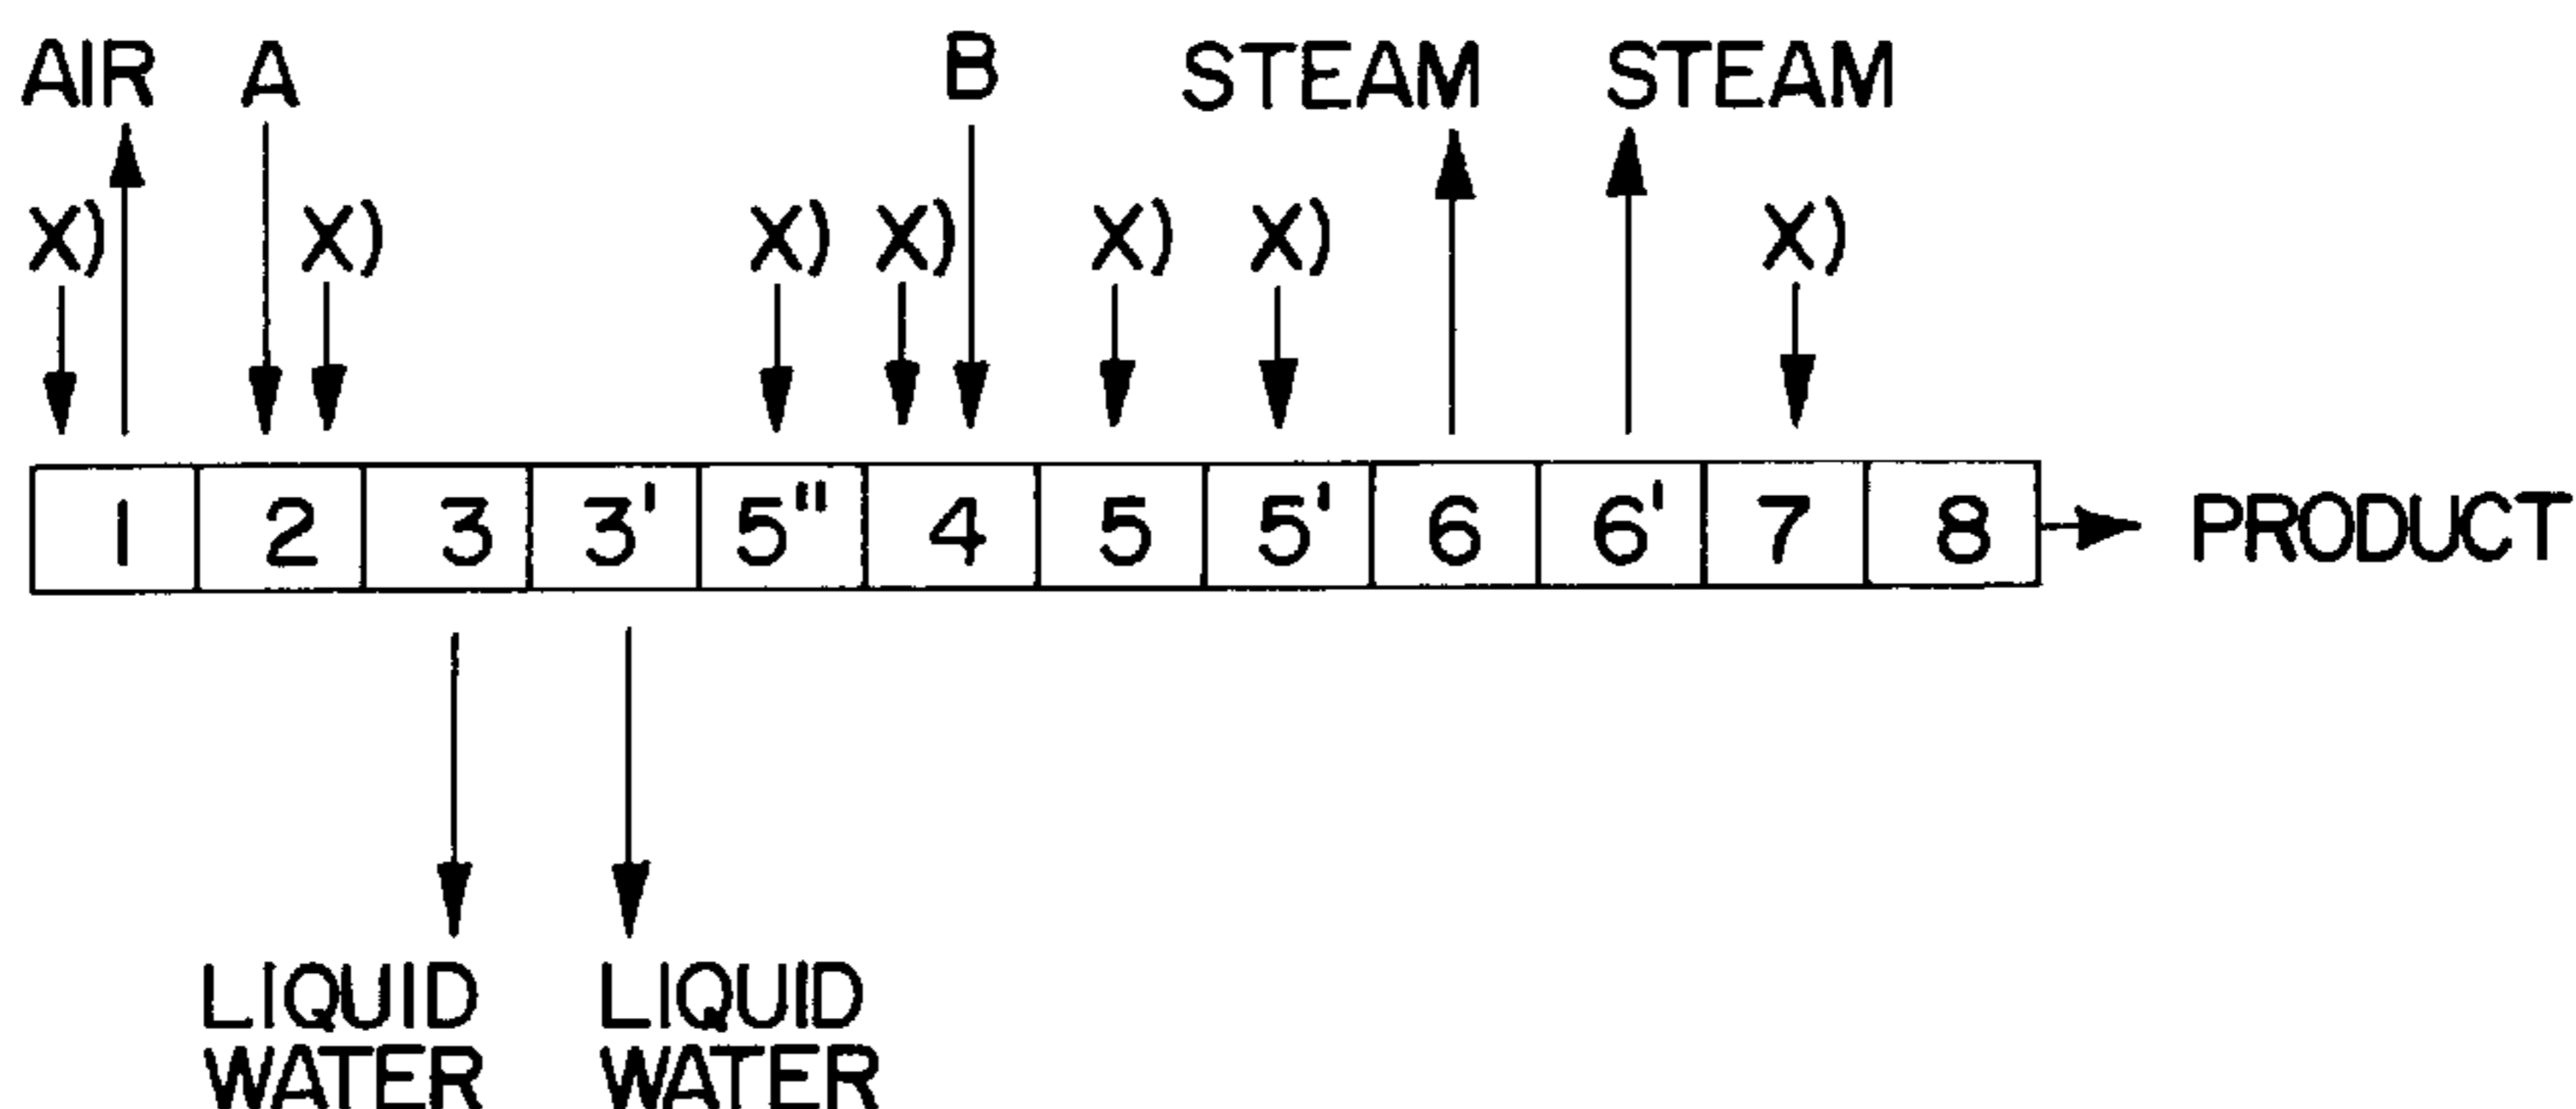 AIR A B STEAM STEAM
X) X) X) X) X) X) X)
1 2 3 3' 5" 4 5 5' 6 6' 7 8 PRODUCT
LIQUID LIQUID
WATER WATER